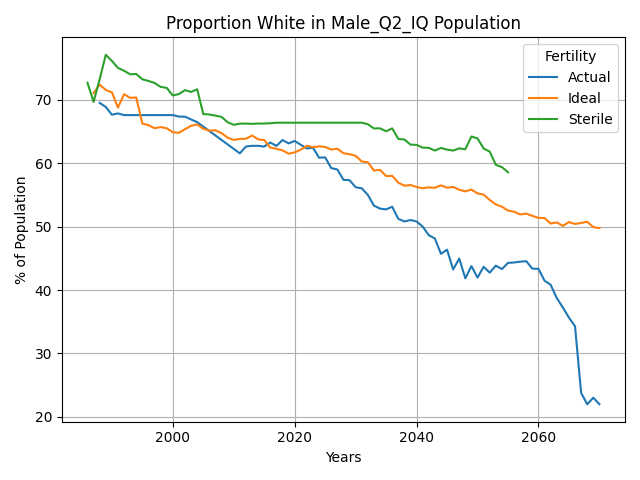 Proportion White in Male_Q2_IQ Population
Fertility
Actual
Ideal
Sterile
% of Population
70
60
50
40
30
20
2000
2020
2040
2060
Years